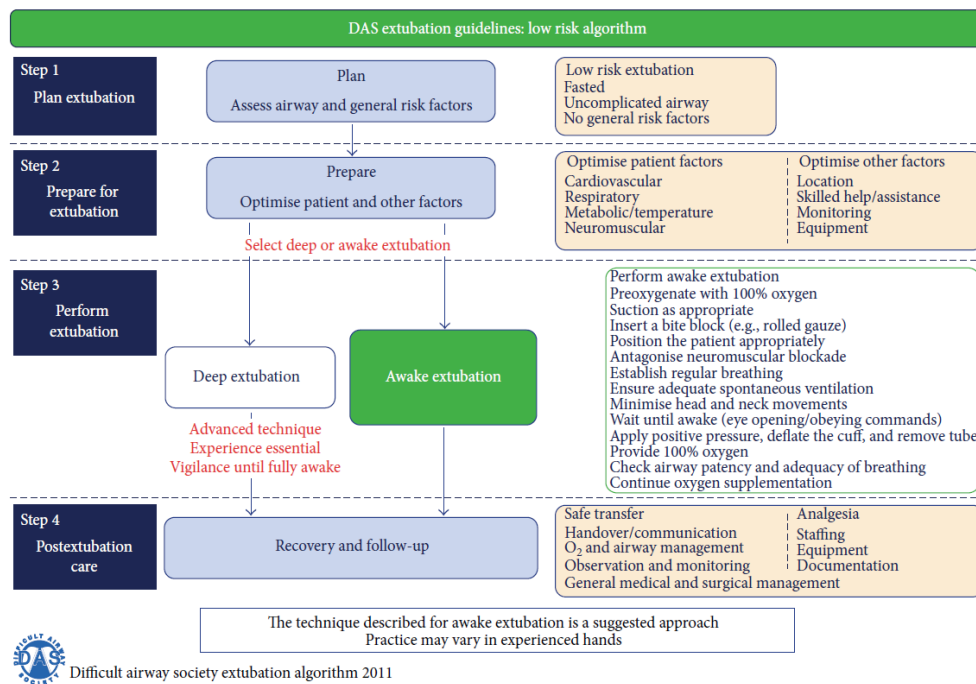 DAS extubation guidelines: low risk algorithm
Step 1
Plan extubation
Plan
Assess airway and general risk factors
Low risk extubation
Fasted
Uncomplicated airway
No general risk factors
Step 2
Prepare for
extubation
Prepare
Optimise patient and other factors
Select deep or awake extubation
Optimise patient factors
Cardiovascular
Respiratory
Metabolic/temperature
Neuromuscular
Optimise other factors
Location
Skilled help/assistance
Monitoring
Equipment
Step 3
Perform
extubation
Deep extubation
Advanced technique
Experience essential
Vigilance until fully awake
Awake extubation
Perform awake extubation
Preoxygenate with 100% oxygen
Suction as appropriate
Insert a bite block (e.g., rolled gauze)
Position the patient appropriately
Antagonise neuromuscular blockade
Establish regular breathing
Ensure adequate spontaneous ventilation
Minimise head and neck movements
Wait until awake (eye opening/obeying commands)
Apply positive pressure, deflate the cuff, and remove tube
Provide 100% oxygen
Check airway patency and adequacy of breathing
Continue oxygen supplementation
Step 4
Postextubation
care
Recovery and follow-up
Safe transfer
Handover/communication
O₂ and airway management
Observation and monitoring
General medical and surgical management
Analgesia
Staffing
Equipment
Documentation
The technique described for awake extubation is a suggested approach
Practice may vary in experienced hands
DIFFICULT AIRWAY
DAS
SOCIETY
Difficult airway society extubation algorithm 2011